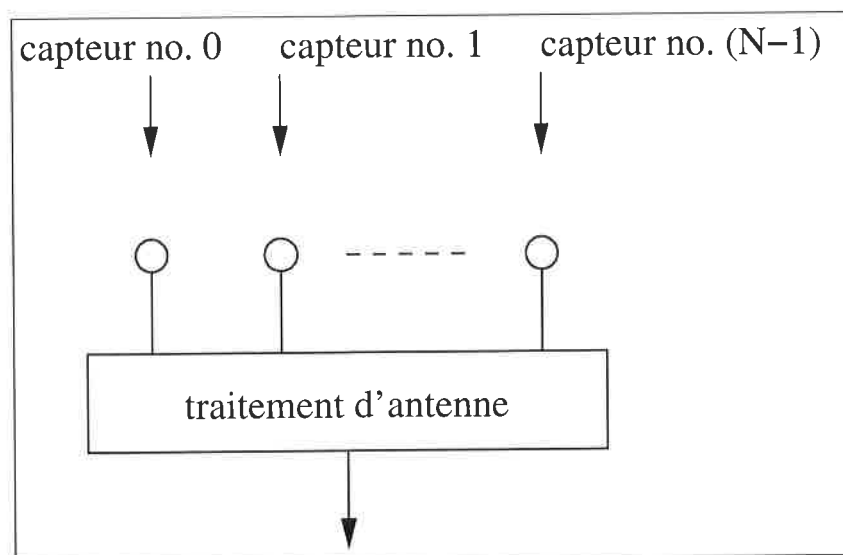 capteur no. 0 capteur no. 1 capteur no. (N−1)
traitement d'antenne